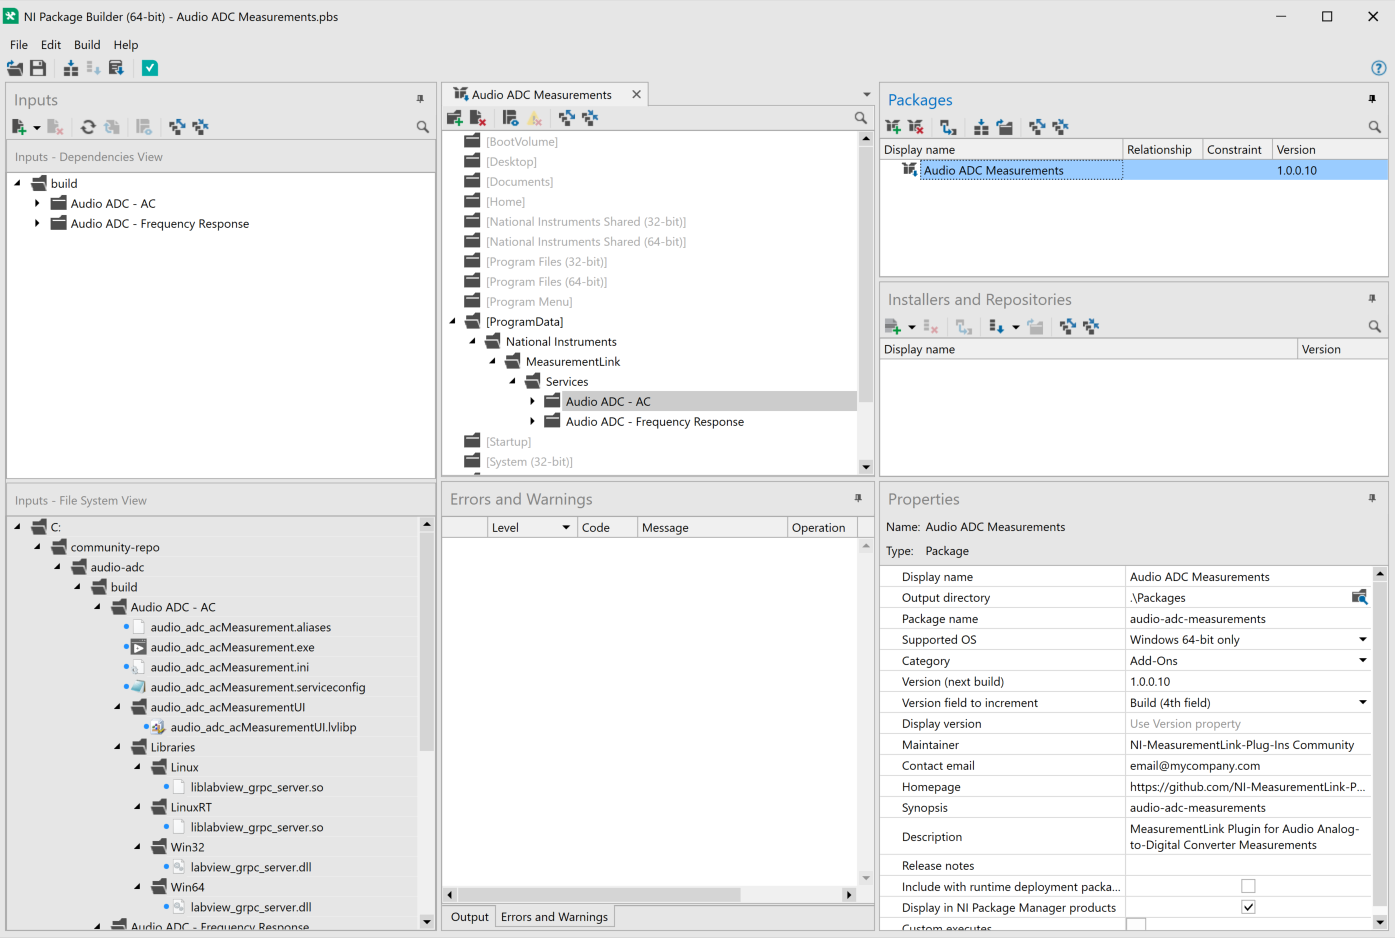 NI Package Builder (64-bit) - Audio ADC Measurements.pbs
File Edit Build Help
Inputs
Inputs - Dependencies View
build
Audio ADC - AC
Audio ADC - Frequency Response
Inputs - File System View
C:
community-repo
audio-adc
build
Audio ADC - AC
audio_adc_acMeasurement.aliases
audio_adc_acMeasurement.exe
audio_adc_acMeasurement.ini
audio_adc_acMeasurement.serviceconfig
audio_adc_acMeasurementUI
audio_adc_acMeasurementUI.lvlibp
Libraries
Linux
liblabview_grpc_server.so
LinuxRT
liblabview_grpc_server.so
Win32
labview_grpc_server.dll
Win64
labview_grpc_server.dll
Audio ADC - Frequency Response
Audio ADC Measurements
[BootVolume]
[Desktop]
[Documents]
[Home]
[National Instruments Shared (32-bit)]
[National Instruments Shared (64-bit)]
[Program Files (32-bit)]
[Program Files (64-bit)]
[Program Menu]
[ProgramData]
National Instruments
MeasurementLink
Services
Audio ADC - AC
Audio ADC - Frequency Response
[Startup]
[System (32-bit)]
Errors and Warnings
Level Code Message Operation
Output Errors and Warnings
Packages
Display name Relationship Constraint Version
Audio ADC Measurements 1.0.0.10
Installers and Repositories
Display name Version
Properties
Name: Audio ADC Measurements
Type: Package
Display name Audio ADC Measurements
Output directory .\Packages
Package name audio-adc-measurements
Supported OS Windows 64-bit only
Category Add-Ons
Version (next build) 1.0.0.10
Version field to increment Build (4th field)
Display version Use Version property
Maintainer NI-MeasurementLink-Plug-Ins Community
Contact email email@mycompany.com
Homepage https://github.com/NI-MeasurementLink-P...
Synopsis audio-adc-measurements
Description MeasurementLink Plugin for Audio Analog-
to-Digital Converter Measurements
Release notes
Include with runtime deployment packa...
Display in NI Package Manager products
Custom executes